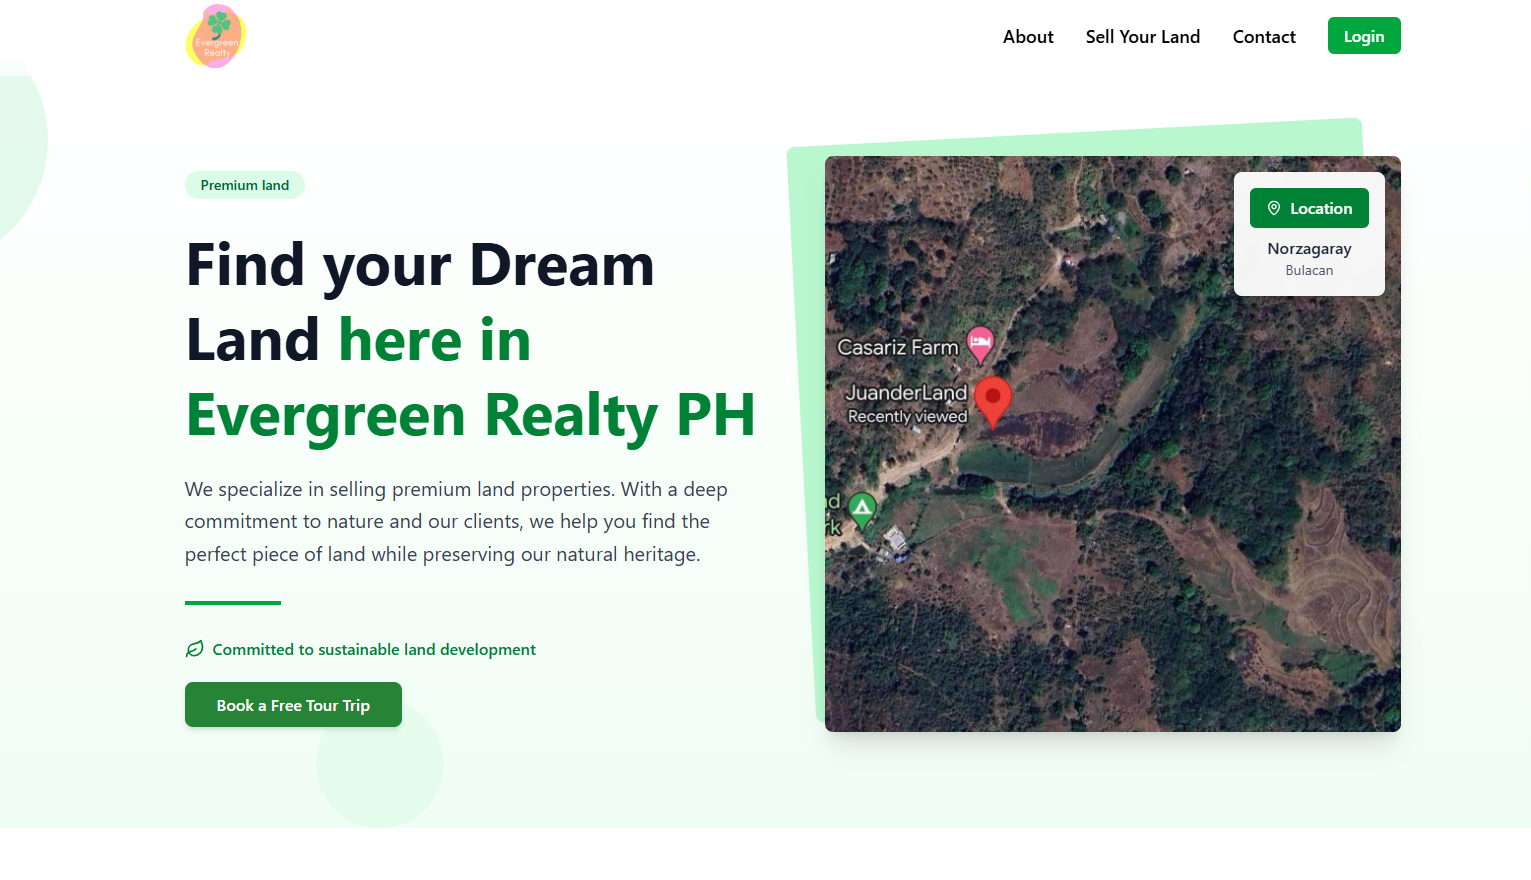 Evergreen
Realty
About
Sell Your Land
Contact
Login
Premium land
Find your Dream
Land here in
Evergreen Realty PH
We specialize in selling premium land properties. With a deep
commitment to nature and our clients, we help you find the
perfect piece of land while preserving our natural heritage.
Committed to sustainable land development
Book a Free Tour Trip
Location
Norzagaray
Bulacan
Casariz Farm
JuanderLand
Recently viewed